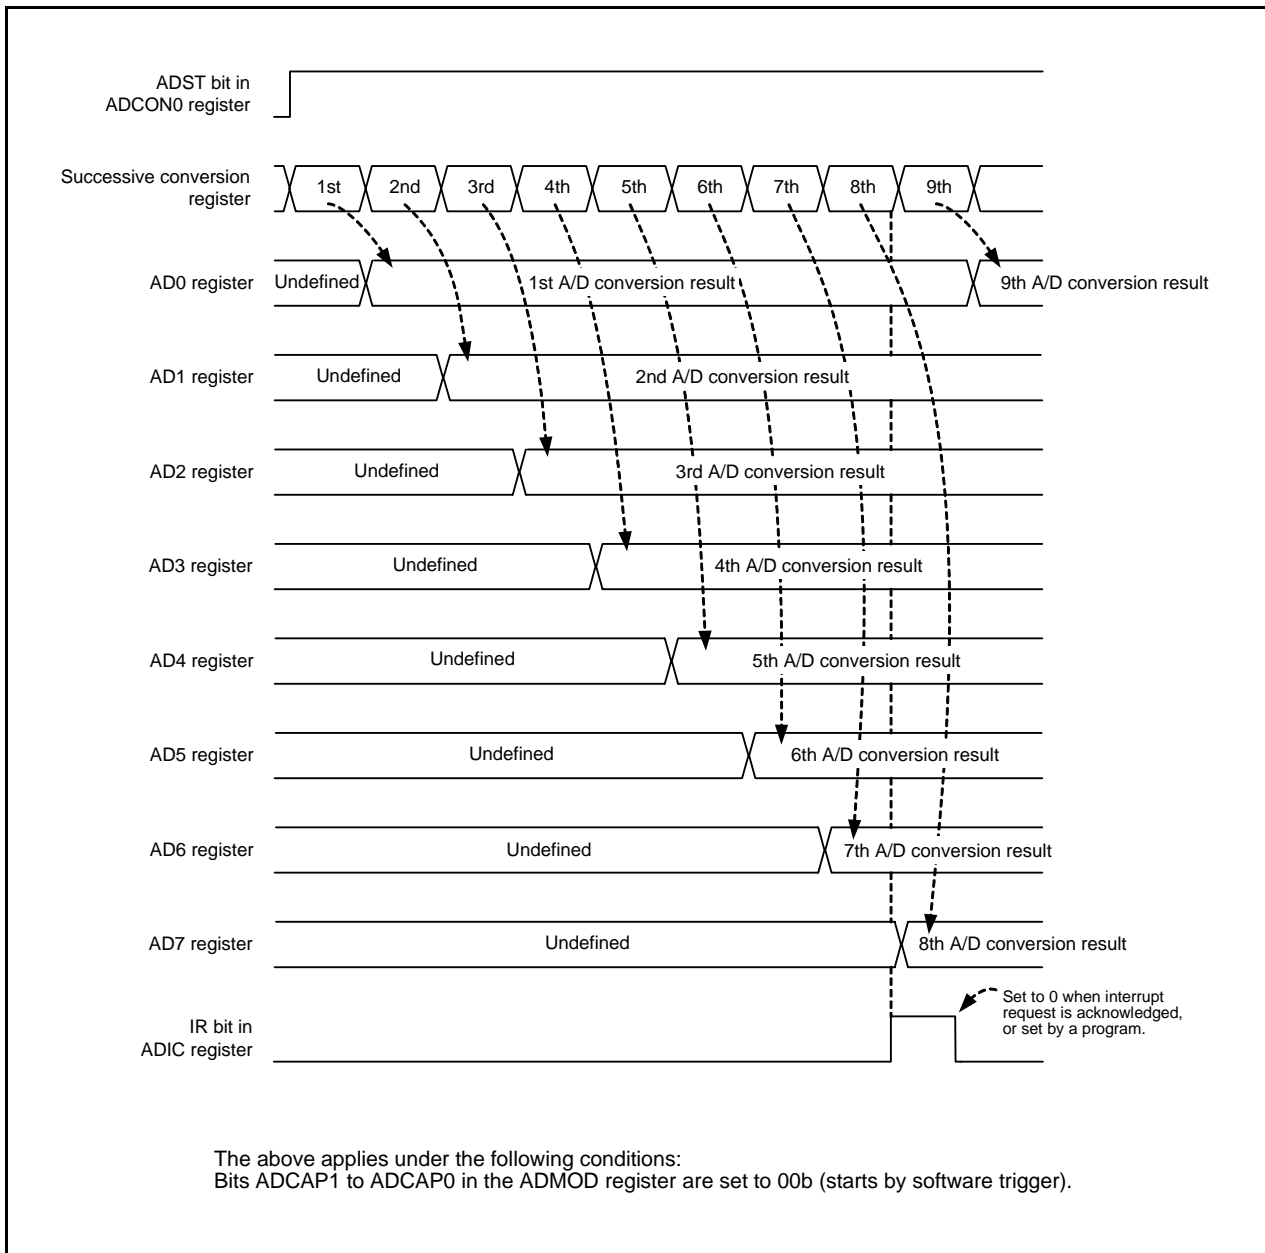 ADST bit in
ADCON0 register
Successive conversion
register
1st 2nd 3rd 4th 5th 6th 7th 8th 9th
AD0 register Undefined 1st A/D conversion result 9th A/D conversion result
AD1 register Undefined 2nd A/D conversion result
AD2 register Undefined 3rd A/D conversion result
AD3 register Undefined 4th A/D conversion result
AD4 register Undefined 5th A/D conversion result
AD5 register Undefined 6th A/D conversion result
AD6 register Undefined 7th A/D conversion result
AD7 register Undefined 8th A/D conversion result
IR bit in
ADIC register
Set to 0 when interrupt
request is acknowledged,
or set by a program.
The above applies under the following conditions:
Bits ADCAP1 to ADCAP0 in the ADMOD register are set to 00b (starts by software trigger).